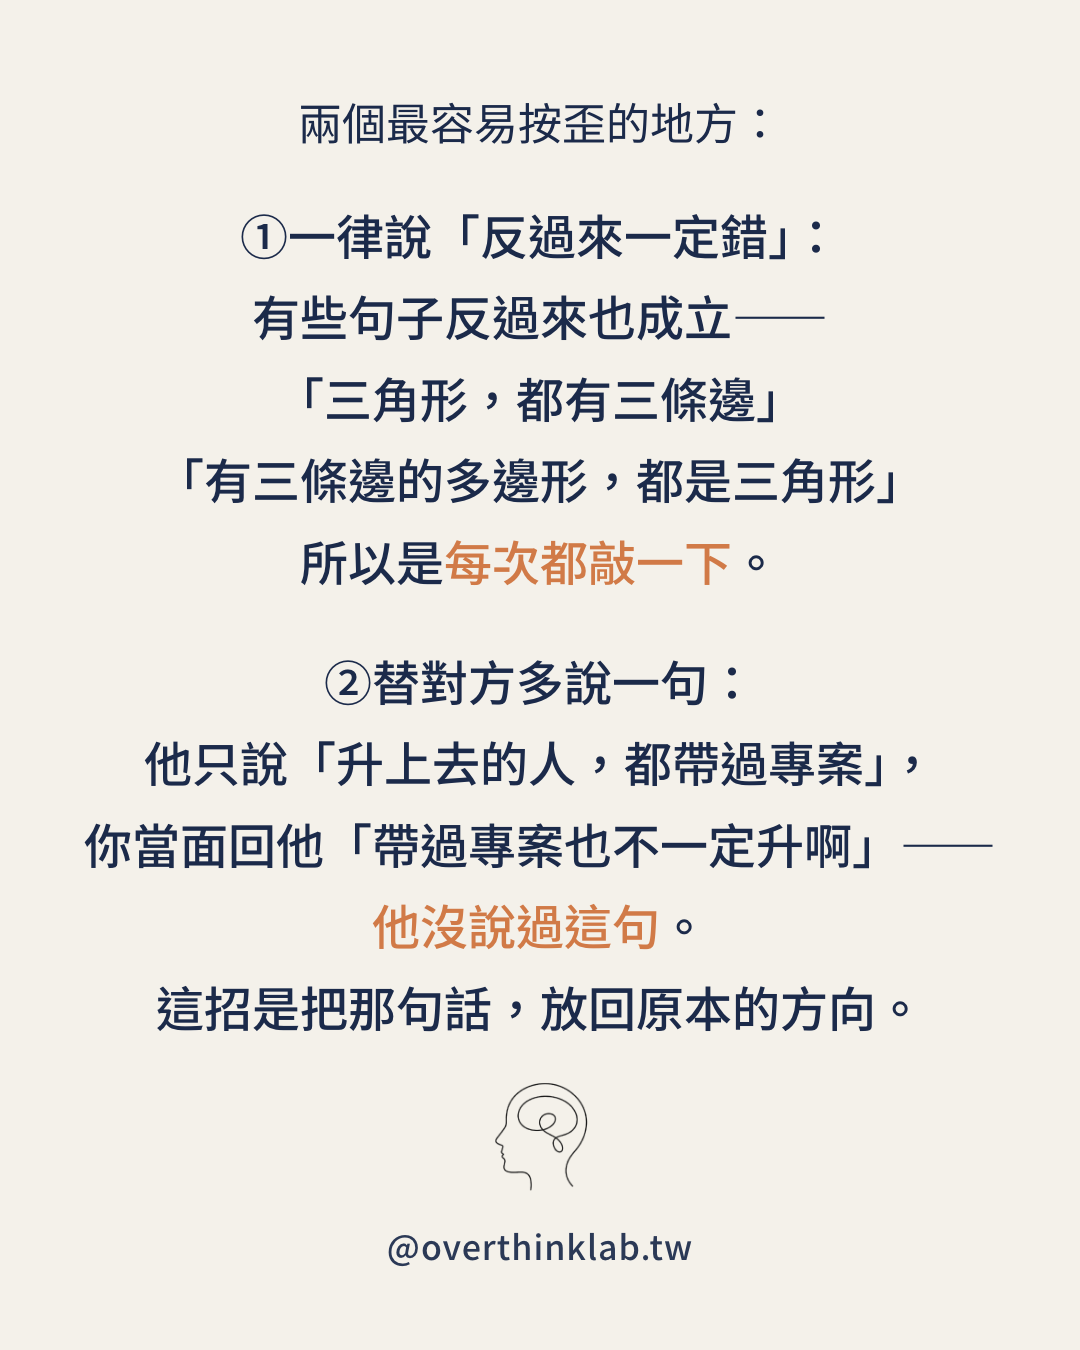 兩個最容易按歪的地方：
①一律說「反過來一定錯」：
有些句子反過來也成立——
「三角形，都有三條邊」
「有三條邊的多邊形，都是三角形」
所以是每次都敲一下。
②替對方多說一句：
他只說「升上去的人，都帶過專案」，
你當面回他「帶過專案也不一定升啊」——
他沒說過這句。
這招是把那句話，放回原本的方向。
@overthinklab.tw